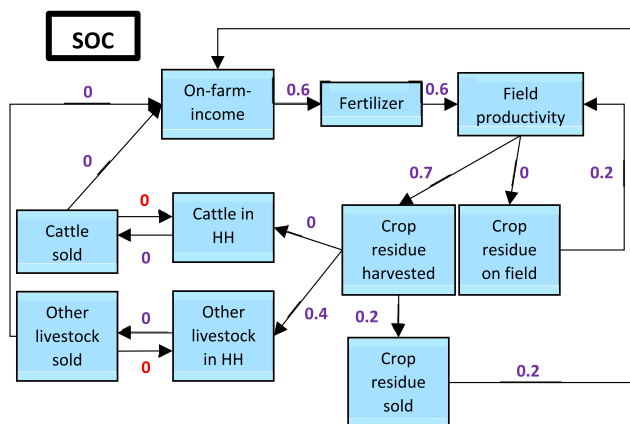 SOC
0
On-farm-
income
0.6
Fertilizer
0.6
Field
productivity
0
0.7
0
0.2
Cattle
sold
0
0
Cattle in
HH
0
Crop
residue
harvested
Crop
residue
on field
Other
livestock
sold
0
0
Other
livestock
in HH
0.4
0.2
Crop
residue
sold
0.2